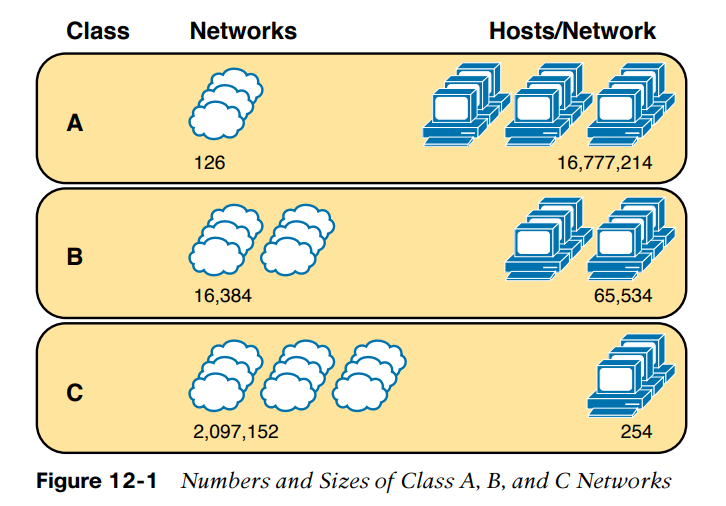 Class Networks Hosts/Network
A
126 16,777,214
B
16,384 65,534
C
2,097,152 254
Figure 12-1 Numbers and Sizes of Class A, B, and C Networks